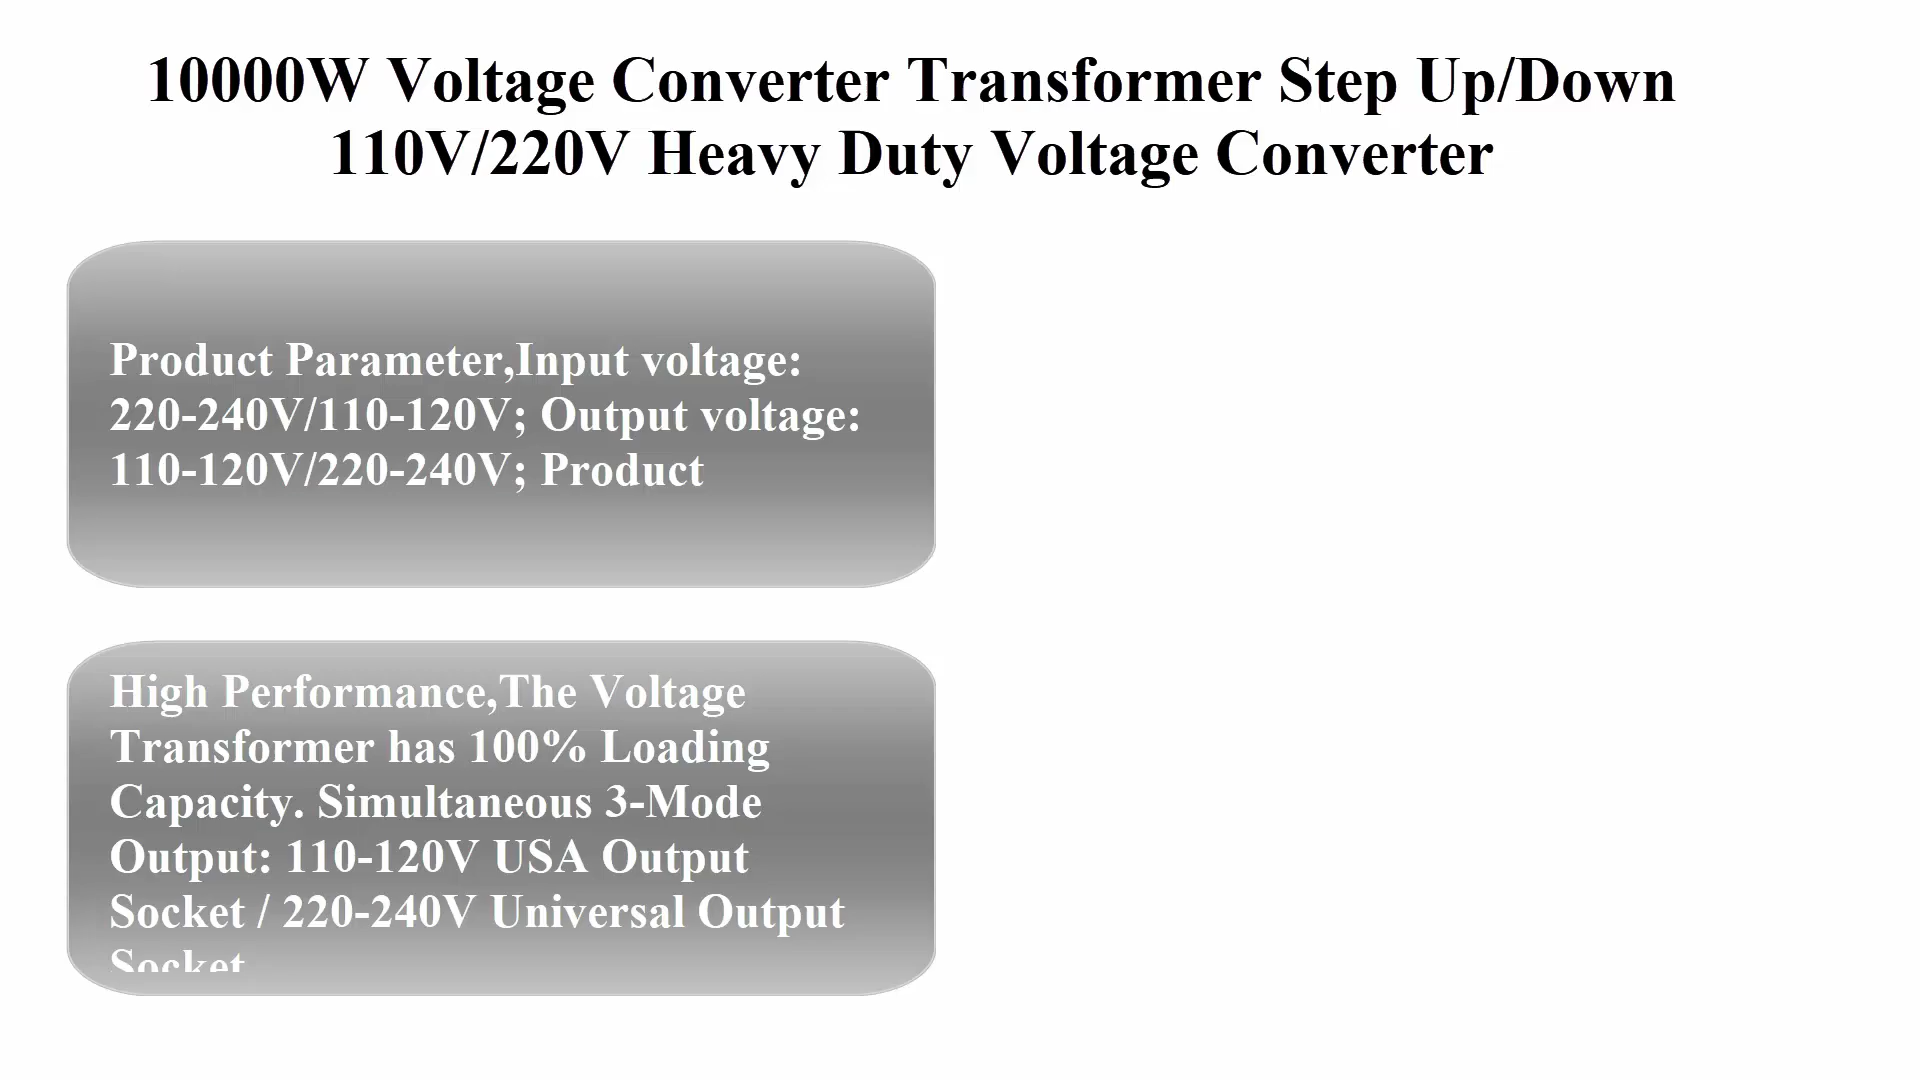 10000W Voltage Converter Transformer Step Up/Down
110V/220V Heavy Duty Voltage Converter
Product Parameter,Input voltage:
220-240V/110-120V; Output voltage:
110-120V/220-240V; Product
High Performance,The Voltage
Transformer has 100% Loading
Capacity. Simultaneous 3-Mode
Output: 110-120V USA Output
Socket / 220-240V Universal Output
Socket